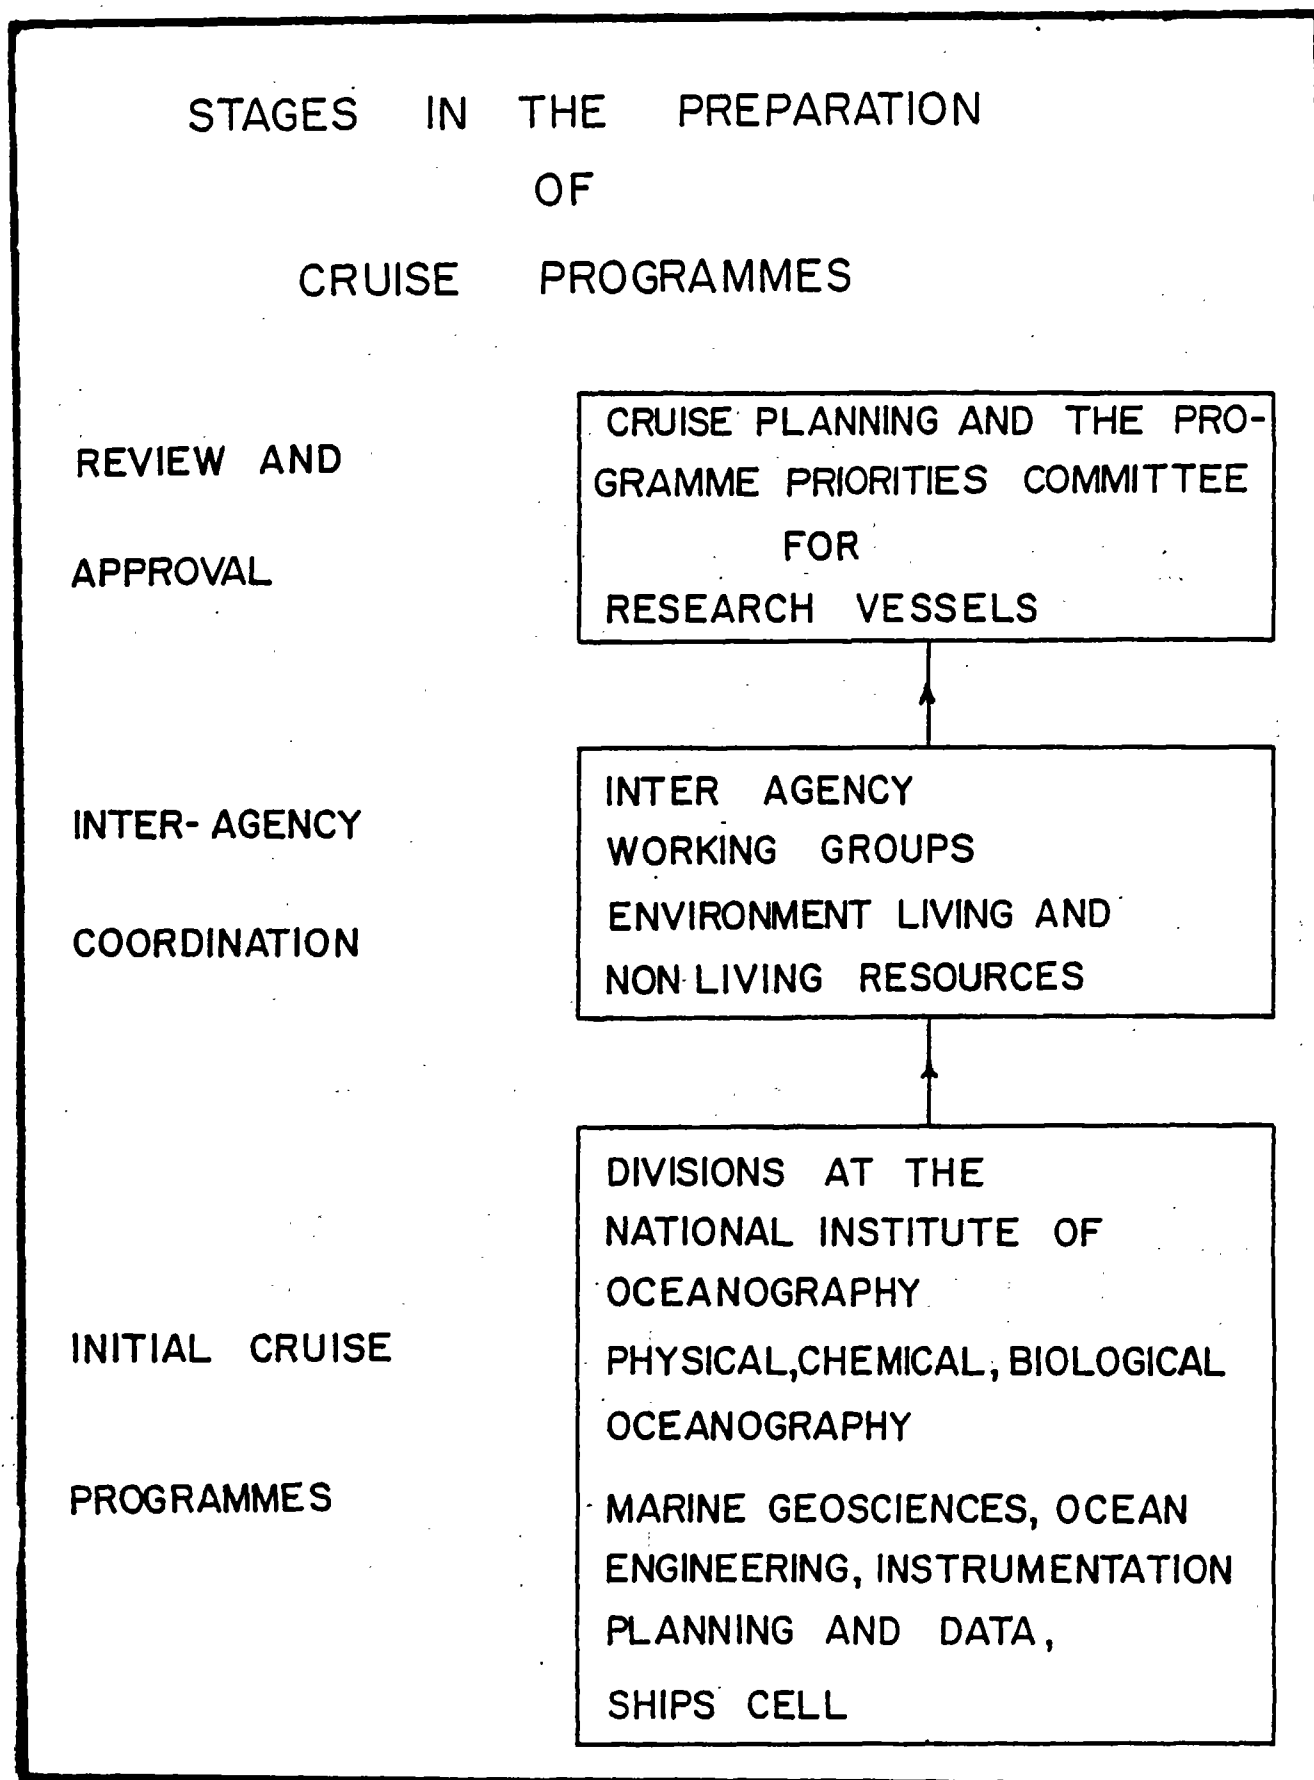 STAGES IN THE PREPARATION
OF
CRUISE PROGRAMMES
REVIEW AND
APPROVAL
CRUISE PLANNING AND THE PRO-
GRAMME PRIORITIES COMMITTEE
FOR
RESEARCH VESSELS
INTER-AGENCY
COORDINATION
INTER AGENCY
WORKING GROUPS
ENVIRONMENT LIVING AND
NON-LIVING RESOURCES
INITIAL CRUISE
PROGRAMMES
DIVISIONS AT THE
NATIONAL INSTITUTE OF
OCEANOGRAPHY
PHYSICAL, CHEMICAL, BIOLOGICAL
OCEANOGRAPHY
MARINE GEOSCIENCES, OCEAN
ENGINEERING, INSTRUMENTATION
PLANNING AND DATA,
SHIPS CELL